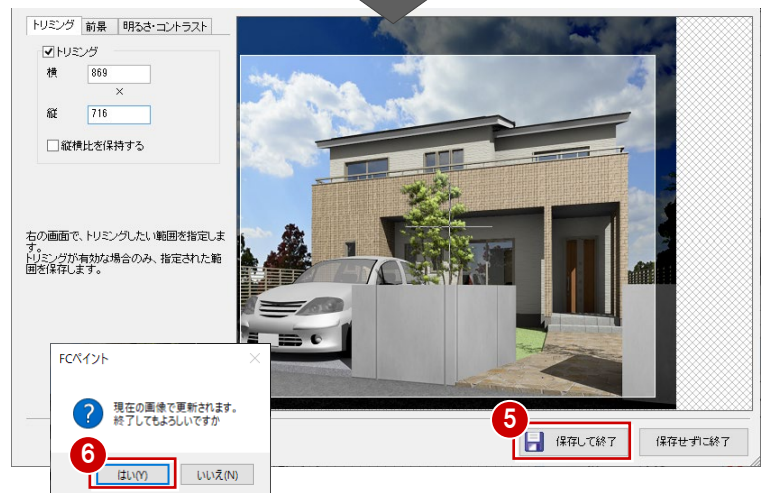 トリミング 前景 明るさ・コントラスト
トリミング
横 869
×
縦 716
縦横比を保持する
右の画面で、トリミングしたい範囲を指定しま
す。
トリミングが有効な場合のみ、指定された範
囲を保存します。
FCペイント
現在の画像で更新されます。
終了してもよろしいですか
6
はい(Y) いいえ(N)
5
保存して終了 保存せずに終了